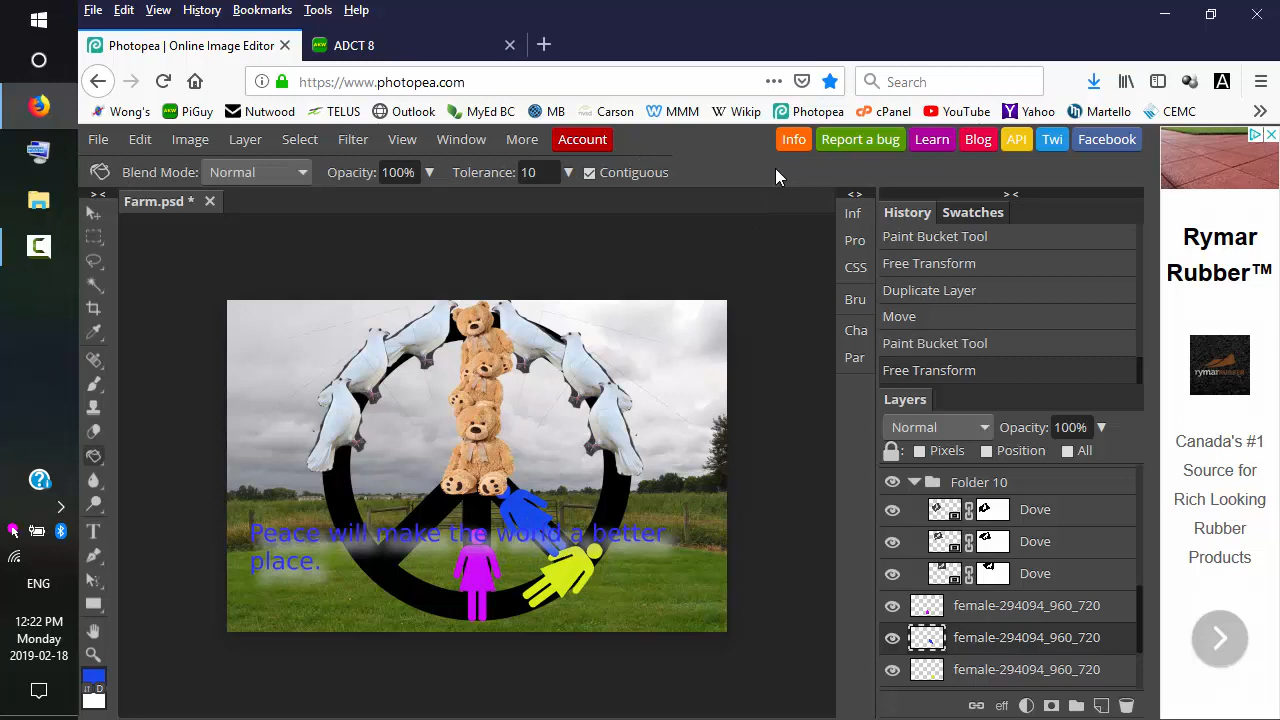 File Edit View History Bookmarks Tools Help
Photopea | Online Image Editor
AKW ADCT 8
https://www.photopea.com
Search
Wong's PiGuy Nutwood TELUS Outlook MyEd BC MB Carson MMM Wikip Photopea cPanel YouTube Yahoo Martello CEMC
File Edit Image Layer Select Filter View Window More Account
Info Report a bug Learn Blog API Twi Facebook
Blend Mode: Normal Opacity: 100% Tolerance: 10 Contiguous
Farm.psd *
Inf
Pro
CSS
Bru
Cha
Par
History Swatches
Paint Bucket Tool
Free Transform
Duplicate Layer
Move
Paint Bucket Tool
Free Transform
Layers
Normal Opacity: 100%
Pixels Position All
Folder 10
Dove
Dove
Dove
female-294094_960_720
female-294094_960_720
female-294094_960_720
eff
Peace will make the world a better
place.
Rymar
Rubber™
rymarRUBBER
Canada's #1
Source for
Rich Looking
Rubber
Products
ENG
12:22 PM
Monday
2019-02-18
D